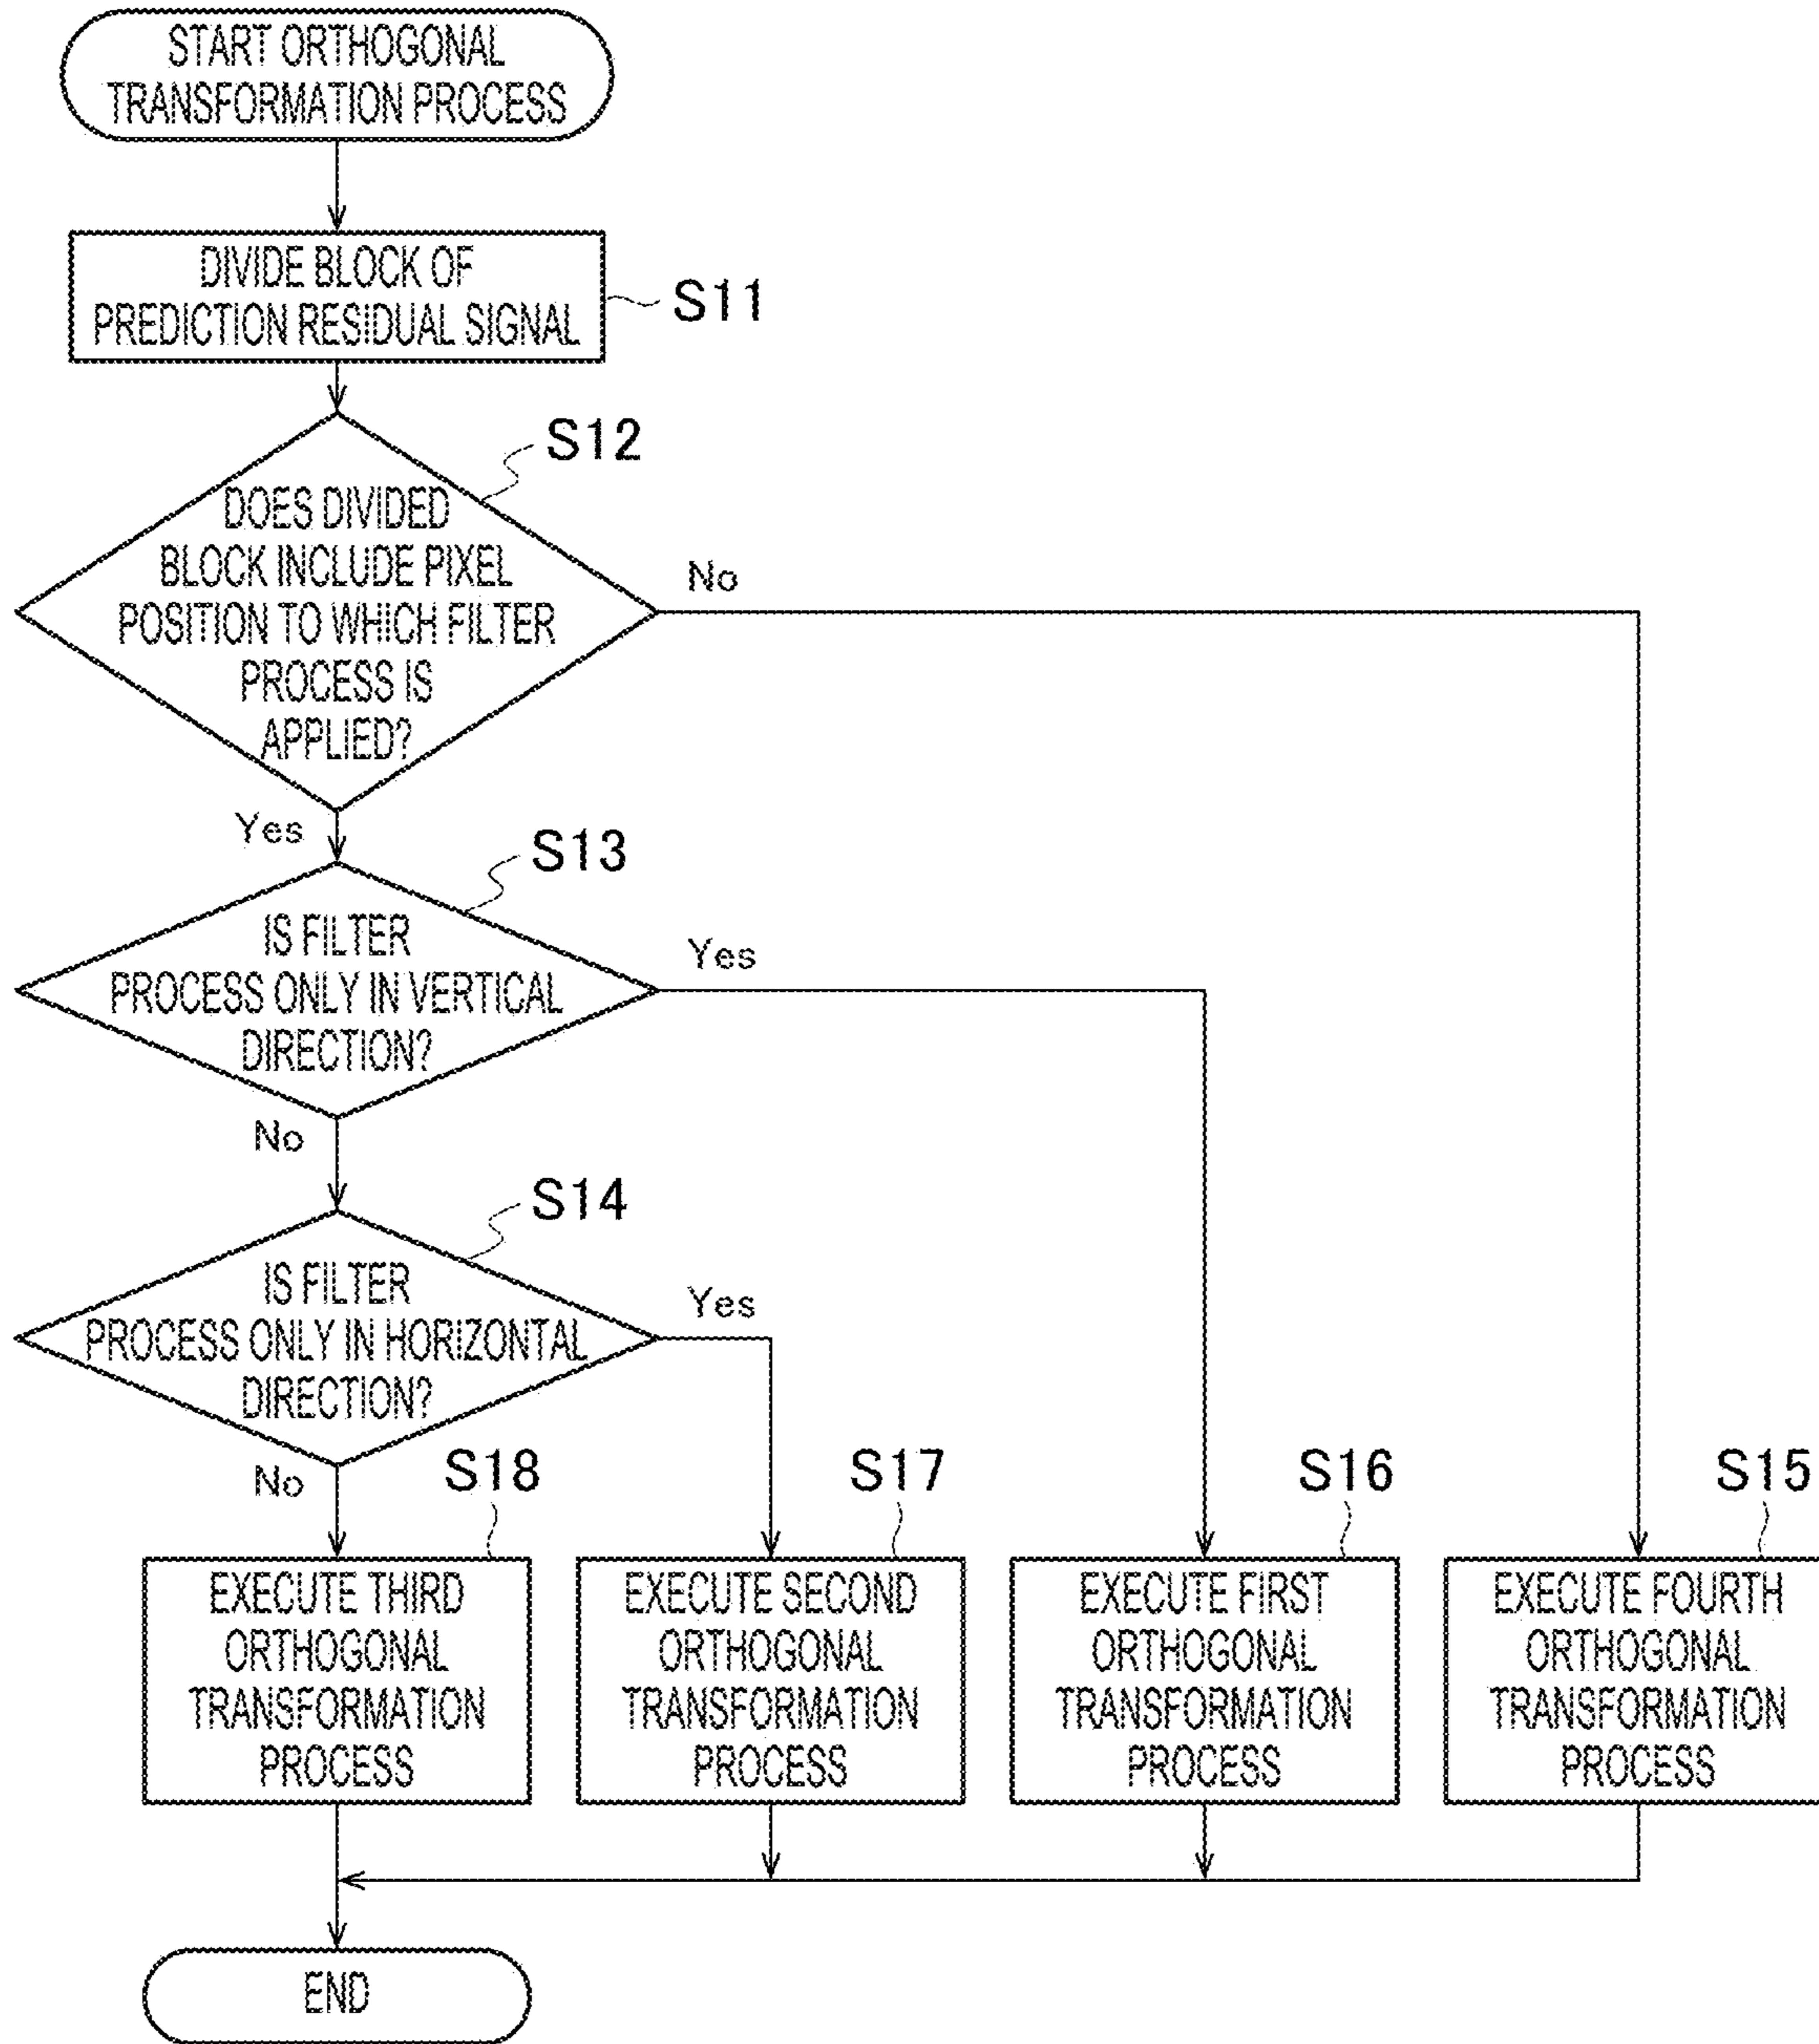 START ORTHOGONAL
TRANSFORMATION PROCESS
DIVIDE BLOCK OF
PREDICTION RESIDUAL SIGNAL
S11
S12
DOES DIVIDED
BLOCK INCLUDE PIXEL
POSITION TO WHICH FILTER
PROCESS IS
APPLIED?
No
Yes
S13
IS FILTER
PROCESS ONLY IN VERTICAL
DIRECTION?
Yes
No
S14
IS FILTER
PROCESS ONLY IN HORIZONTAL
DIRECTION?
Yes
No
S18
EXECUTE THIRD
ORTHOGONAL
TRANSFORMATION
PROCESS
S17
EXECUTE SECOND
ORTHOGONAL
TRANSFORMATION
PROCESS
S16
EXECUTE FIRST
ORTHOGONAL
TRANSFORMATION
PROCESS
S15
EXECUTE FOURTH
ORTHOGONAL
TRANSFORMATION
PROCESS
END